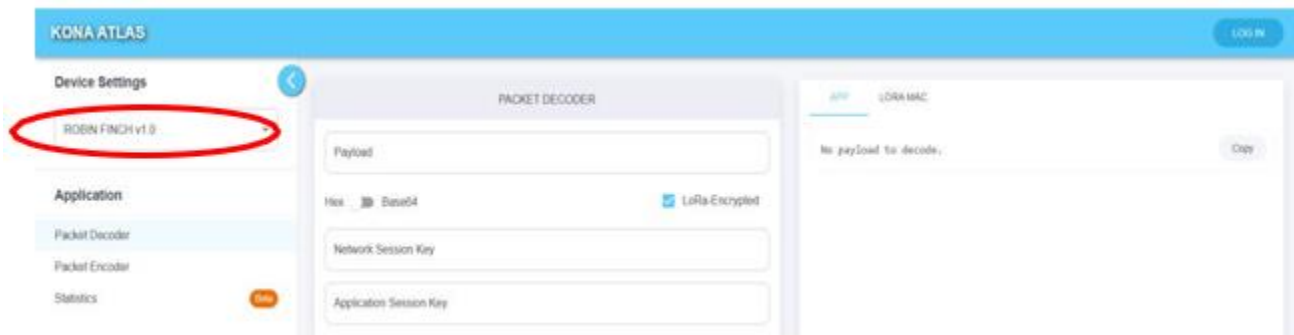 KONA ATLAS
LOG IN
Device Settings
ROBIN FINCH v1.0
Application
Packet Decoder
Packet Encoder
Statistics
Beta
PACKET DECODER
Payload
Hex
Base64
LoRa-Encrypted
Network Session Key
Application Session Key
APP
LORA MAC
No payload to decode.
Copy